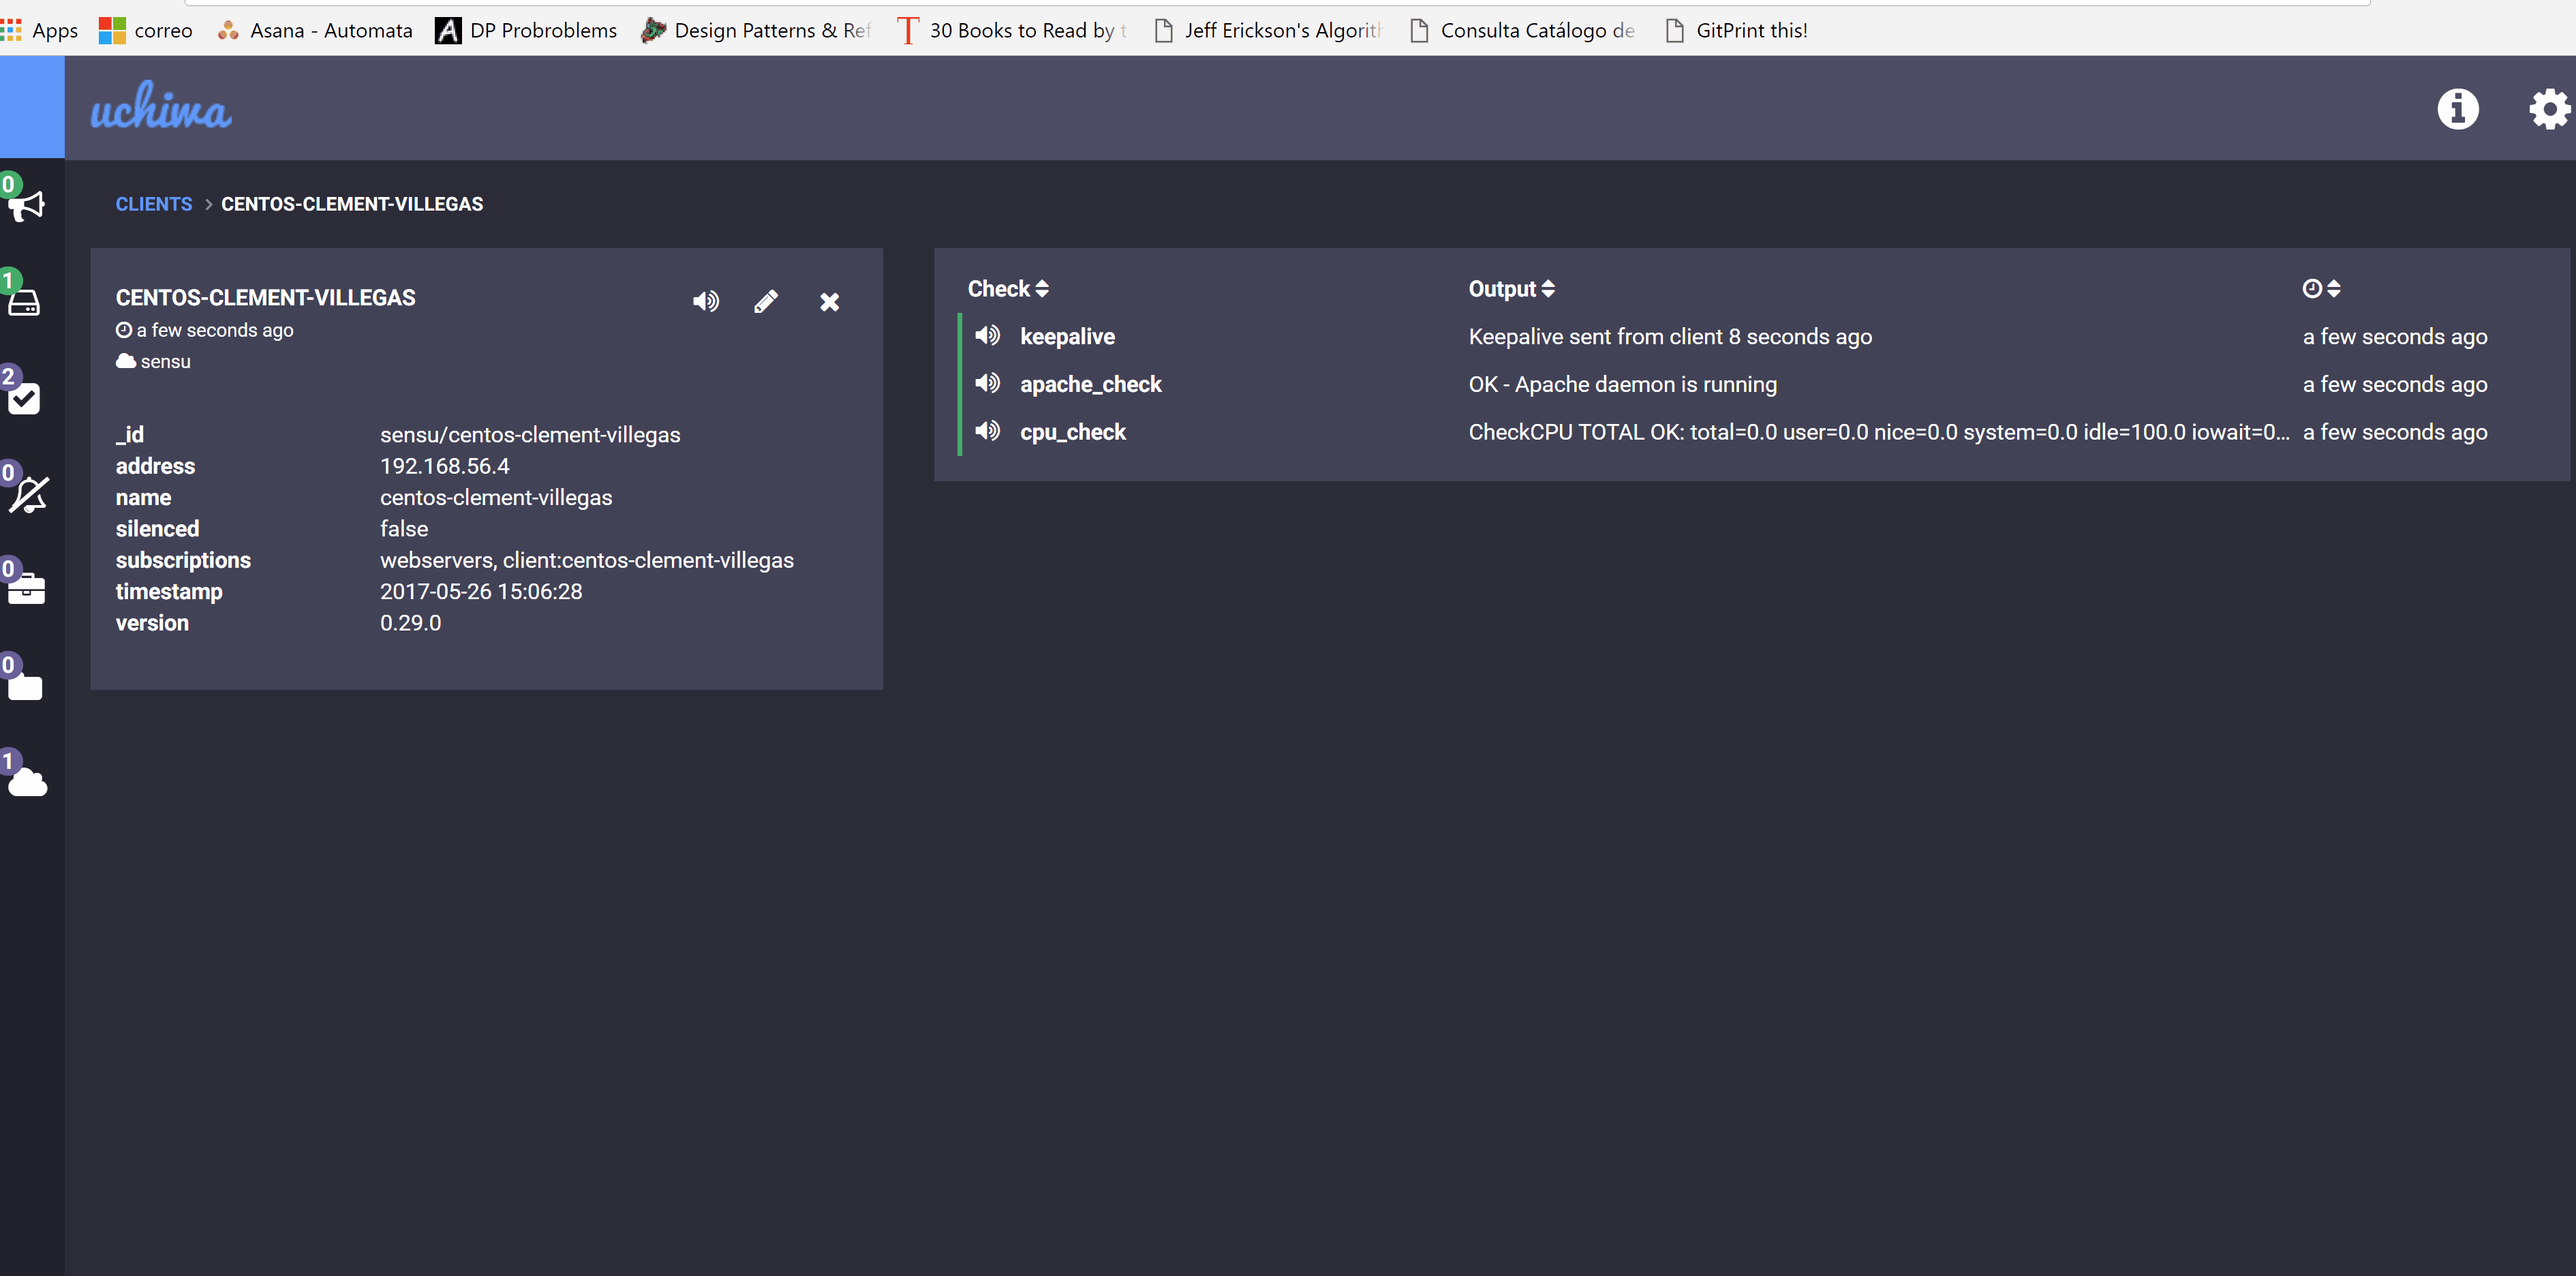 Apps correo Asana - Automata DP Probroblems Design Patterns & Ref 30 Books to Read by t Jeff Erickson's Algorith Consulta Catálogo de GitPrint this!
uchiwa
0
1
2
0
0
0
1
CLIENTS > CENTOS-CLEMENT-VILLEGAS
CENTOS-CLEMENT-VILLEGAS
a few seconds ago
sensu
_id sensu/centos-clement-villegas
address 192.168.56.4
name centos-clement-villegas
silenced false
subscriptions webservers, client:centos-clement-villegas
timestamp 2017-05-26 15:06:28
version 0.29.0
Check Output
keepalive Keepalive sent from client 8 seconds ago a few seconds ago
apache_check OK - Apache daemon is running a few seconds ago
cpu_check CheckCPU TOTAL OK: total=0.0 user=0.0 nice=0.0 system=0.0 idle=100.0 iowait=0... a few seconds ago